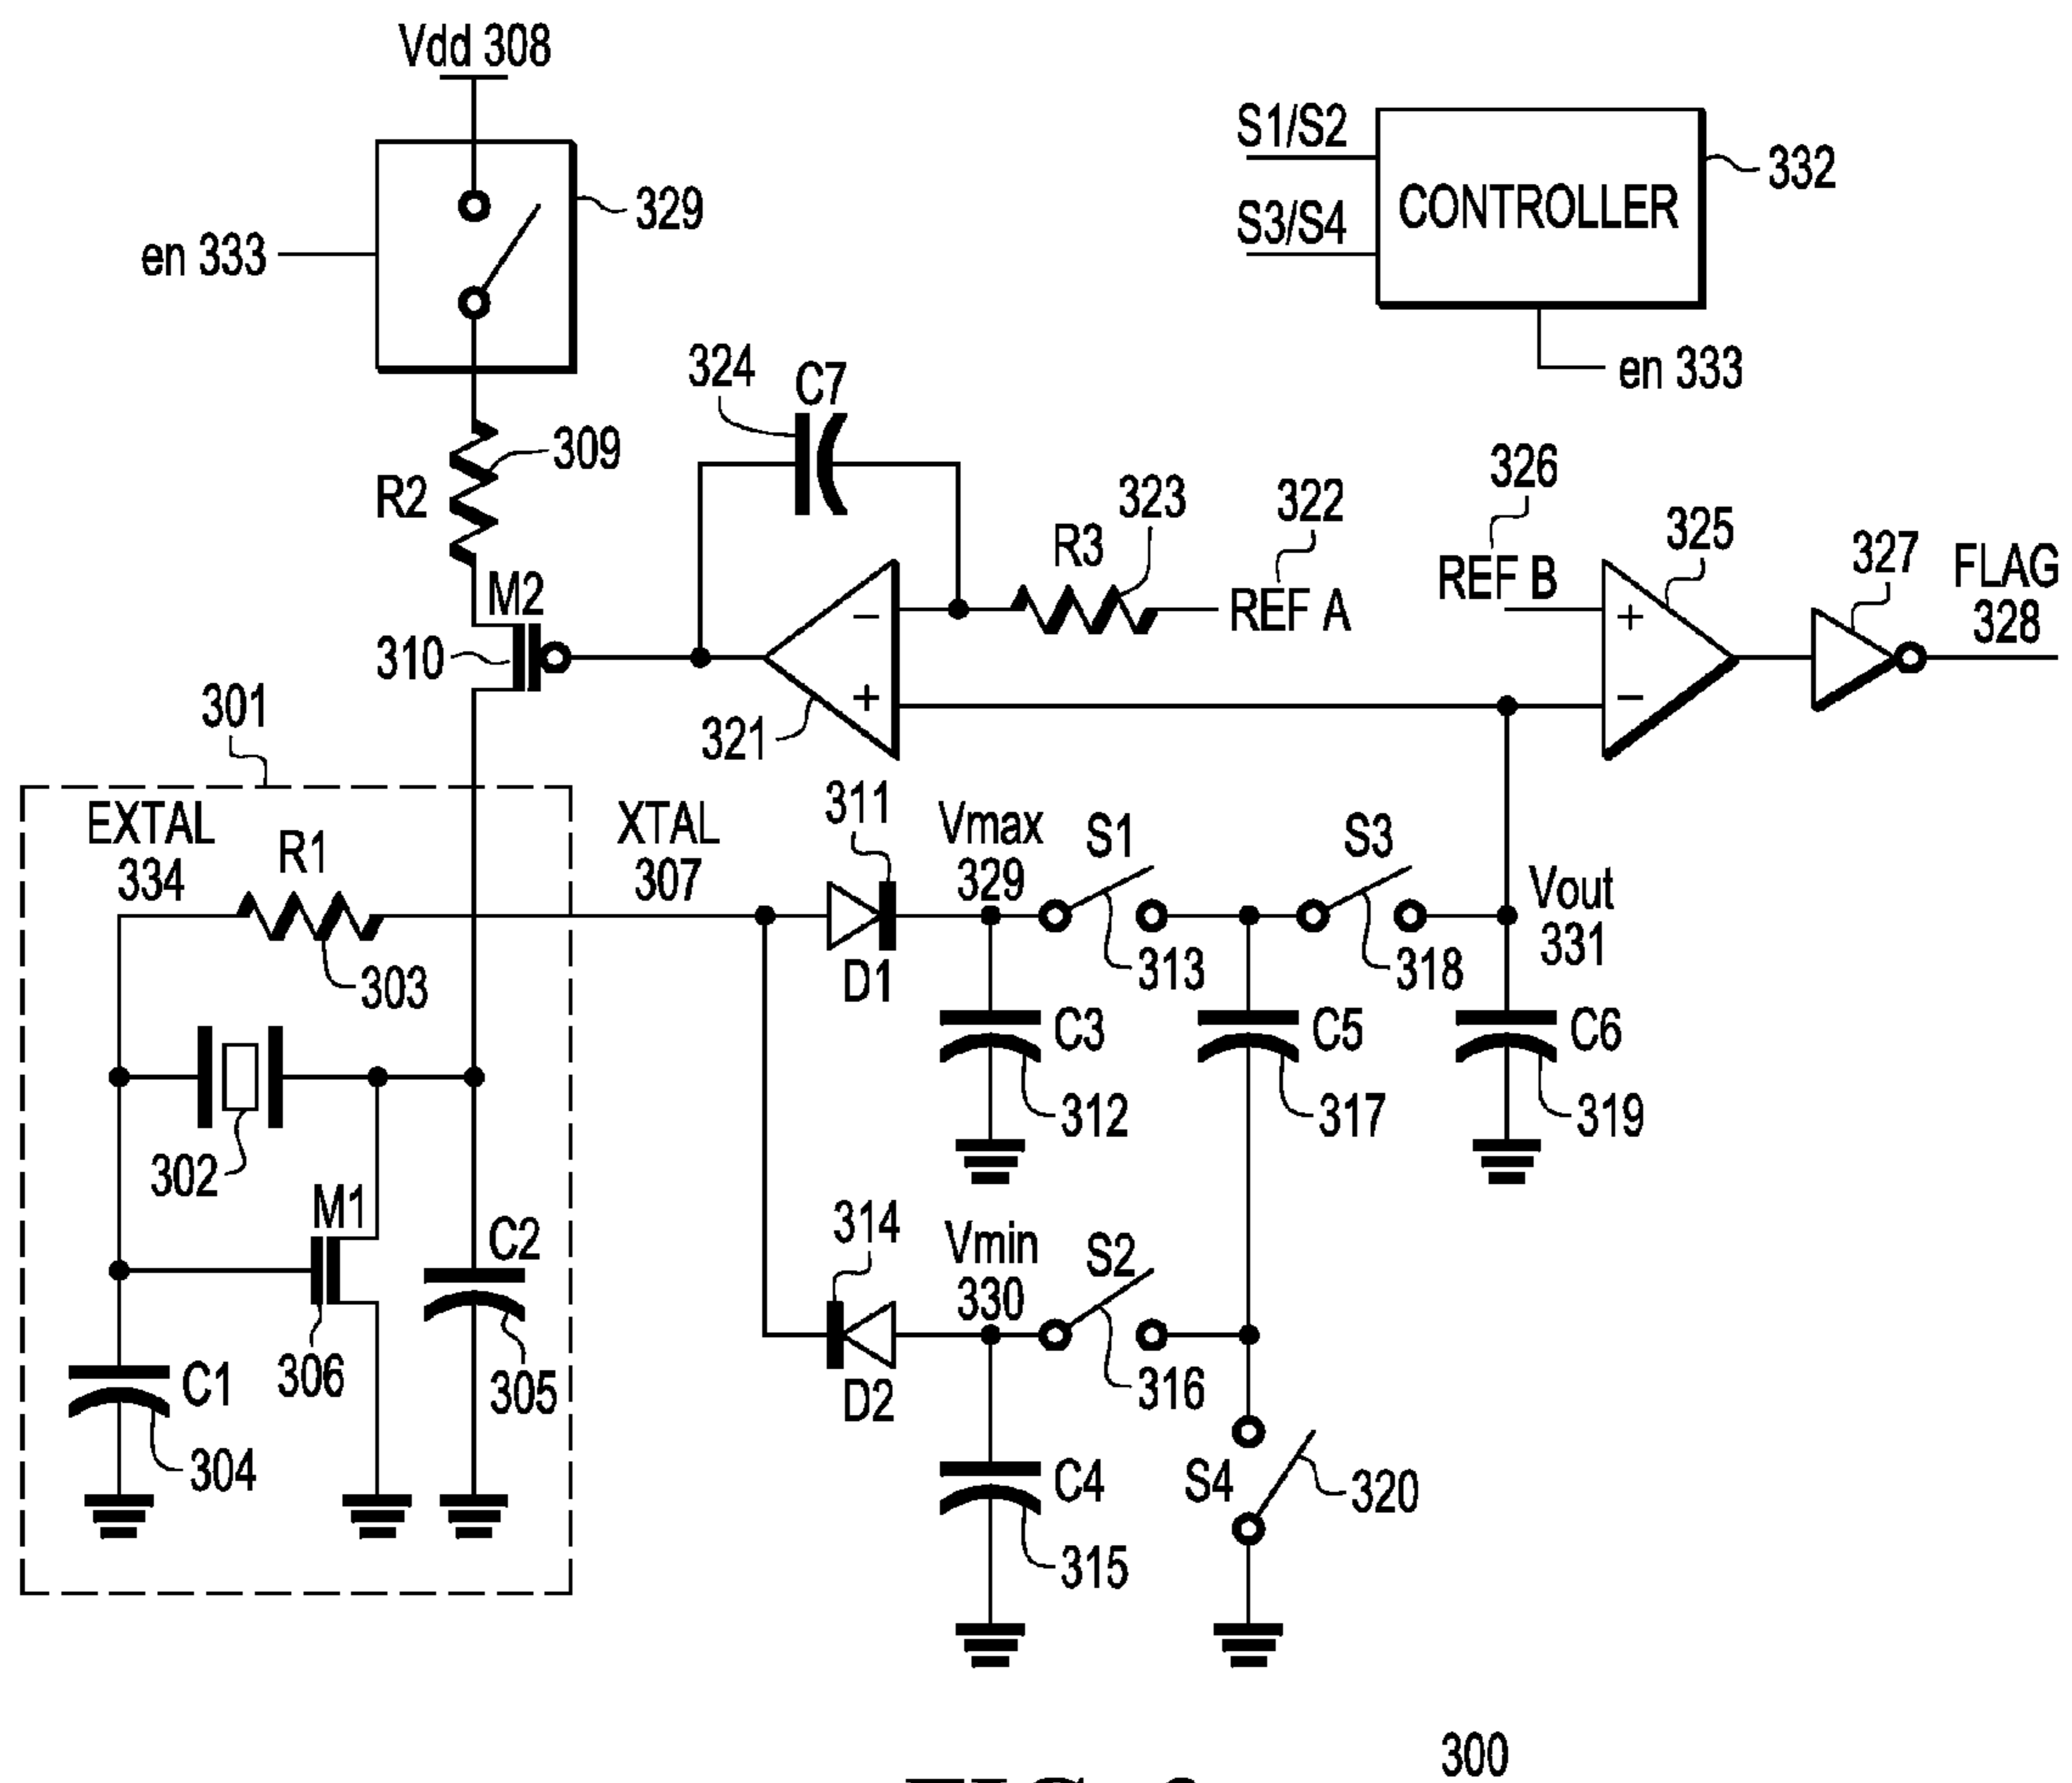 Vdd 308
329
en 333
S1/S2
S3/S4
CONTROLLER
332
en 333
324
C7
309
R2
M2
310
323
R3
322
REF A
326
REF B
325
327
FLAG
328
-
+
321
+
-
301
EXTAL
334
R1
303
XTAL
307
311
D1
Vmax
329
S1
313
S3
318
Vout
331
C3
312
C5
317
C6
319
302
M1
306
C2
305
C1
304
314
D2
Vmin
330
S2
316
C4
315
S4
320
300